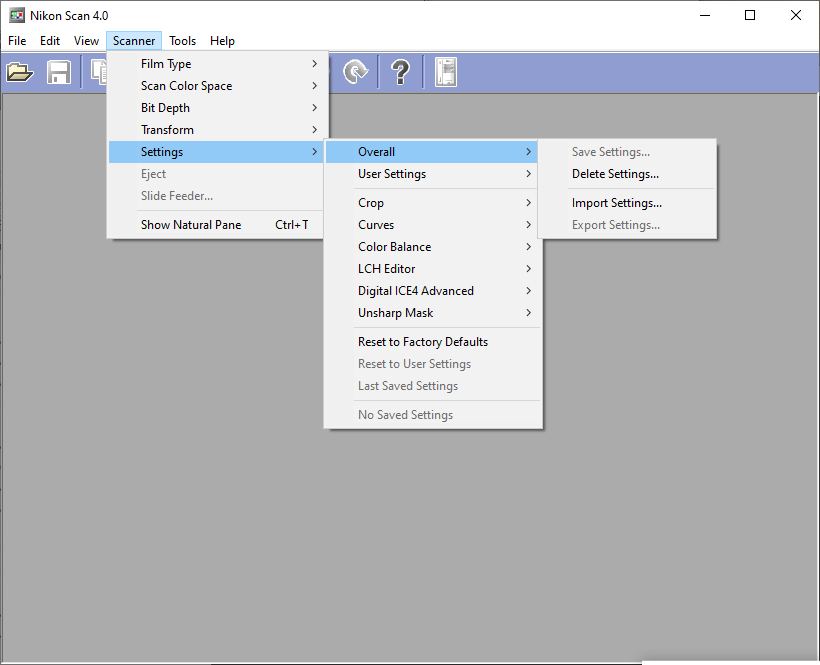 Nikon Scan 4.0
File Edit View Scanner Tools Help
Film Type
Scan Color Space
Bit Depth
Transform
Settings
Eject
Slide Feeder...
Show Natural Pane Ctrl+T
Overall
User Settings
Crop
Curves
Color Balance
LCH Editor
Digital ICE4 Advanced
Unsharp Mask
Reset to Factory Defaults
Reset to User Settings
Last Saved Settings
No Saved Settings
Save Settings...
Delete Settings...
Import Settings...
Export Settings...